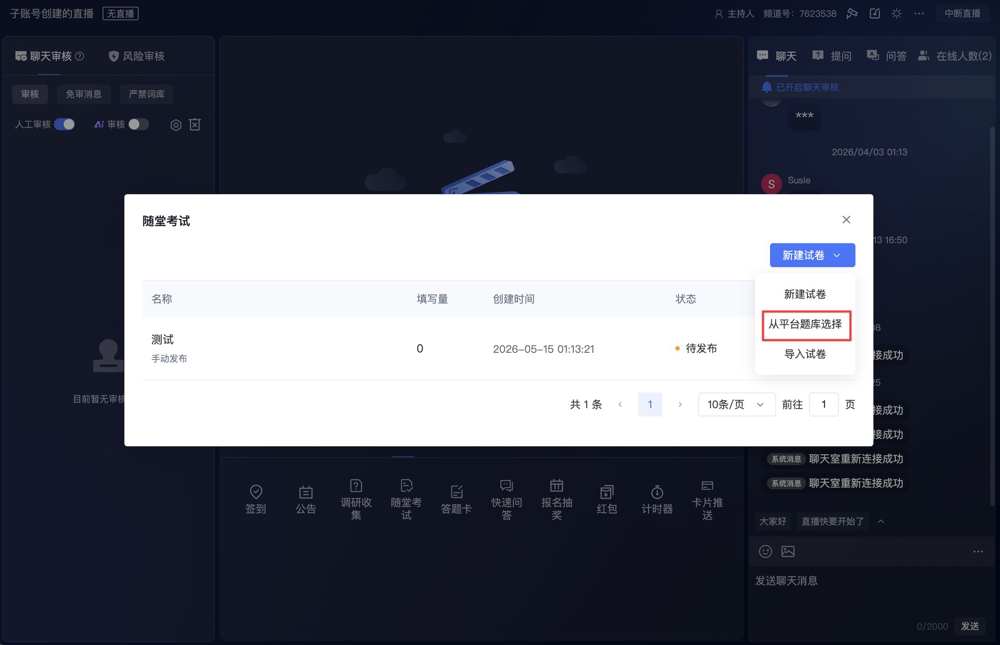 子账号创建的直播 无直播
主持人 频道号：7623538 中断直播
聊天审核 风险审核
审核 免审消息 严禁词库
人工审核 Ai 审核
目前暂无审核
聊天 提问 问答 在线人数(2)
已开启聊天审核
***
2026/04/03 01:13
S Susie
13 16:50
随堂考试
新建试卷
新建试卷
从平台题库选择
导入试卷
名称 填写量 创建时间 状态
测试 0 2026-05-15 01:13:21 待发布
手动发布
共 1 条 1 10条/页 前往 1 页
接成功
25
接成功
接成功
系统消息 聊天室重新连接成功
系统消息 聊天室重新连接成功
签到
公告
调研收集
随堂考试
答题卡
快速问答
报名抽奖
红包
计时器
卡片推送
大家好 直播快要开始了
发送聊天消息
0/2000 发送